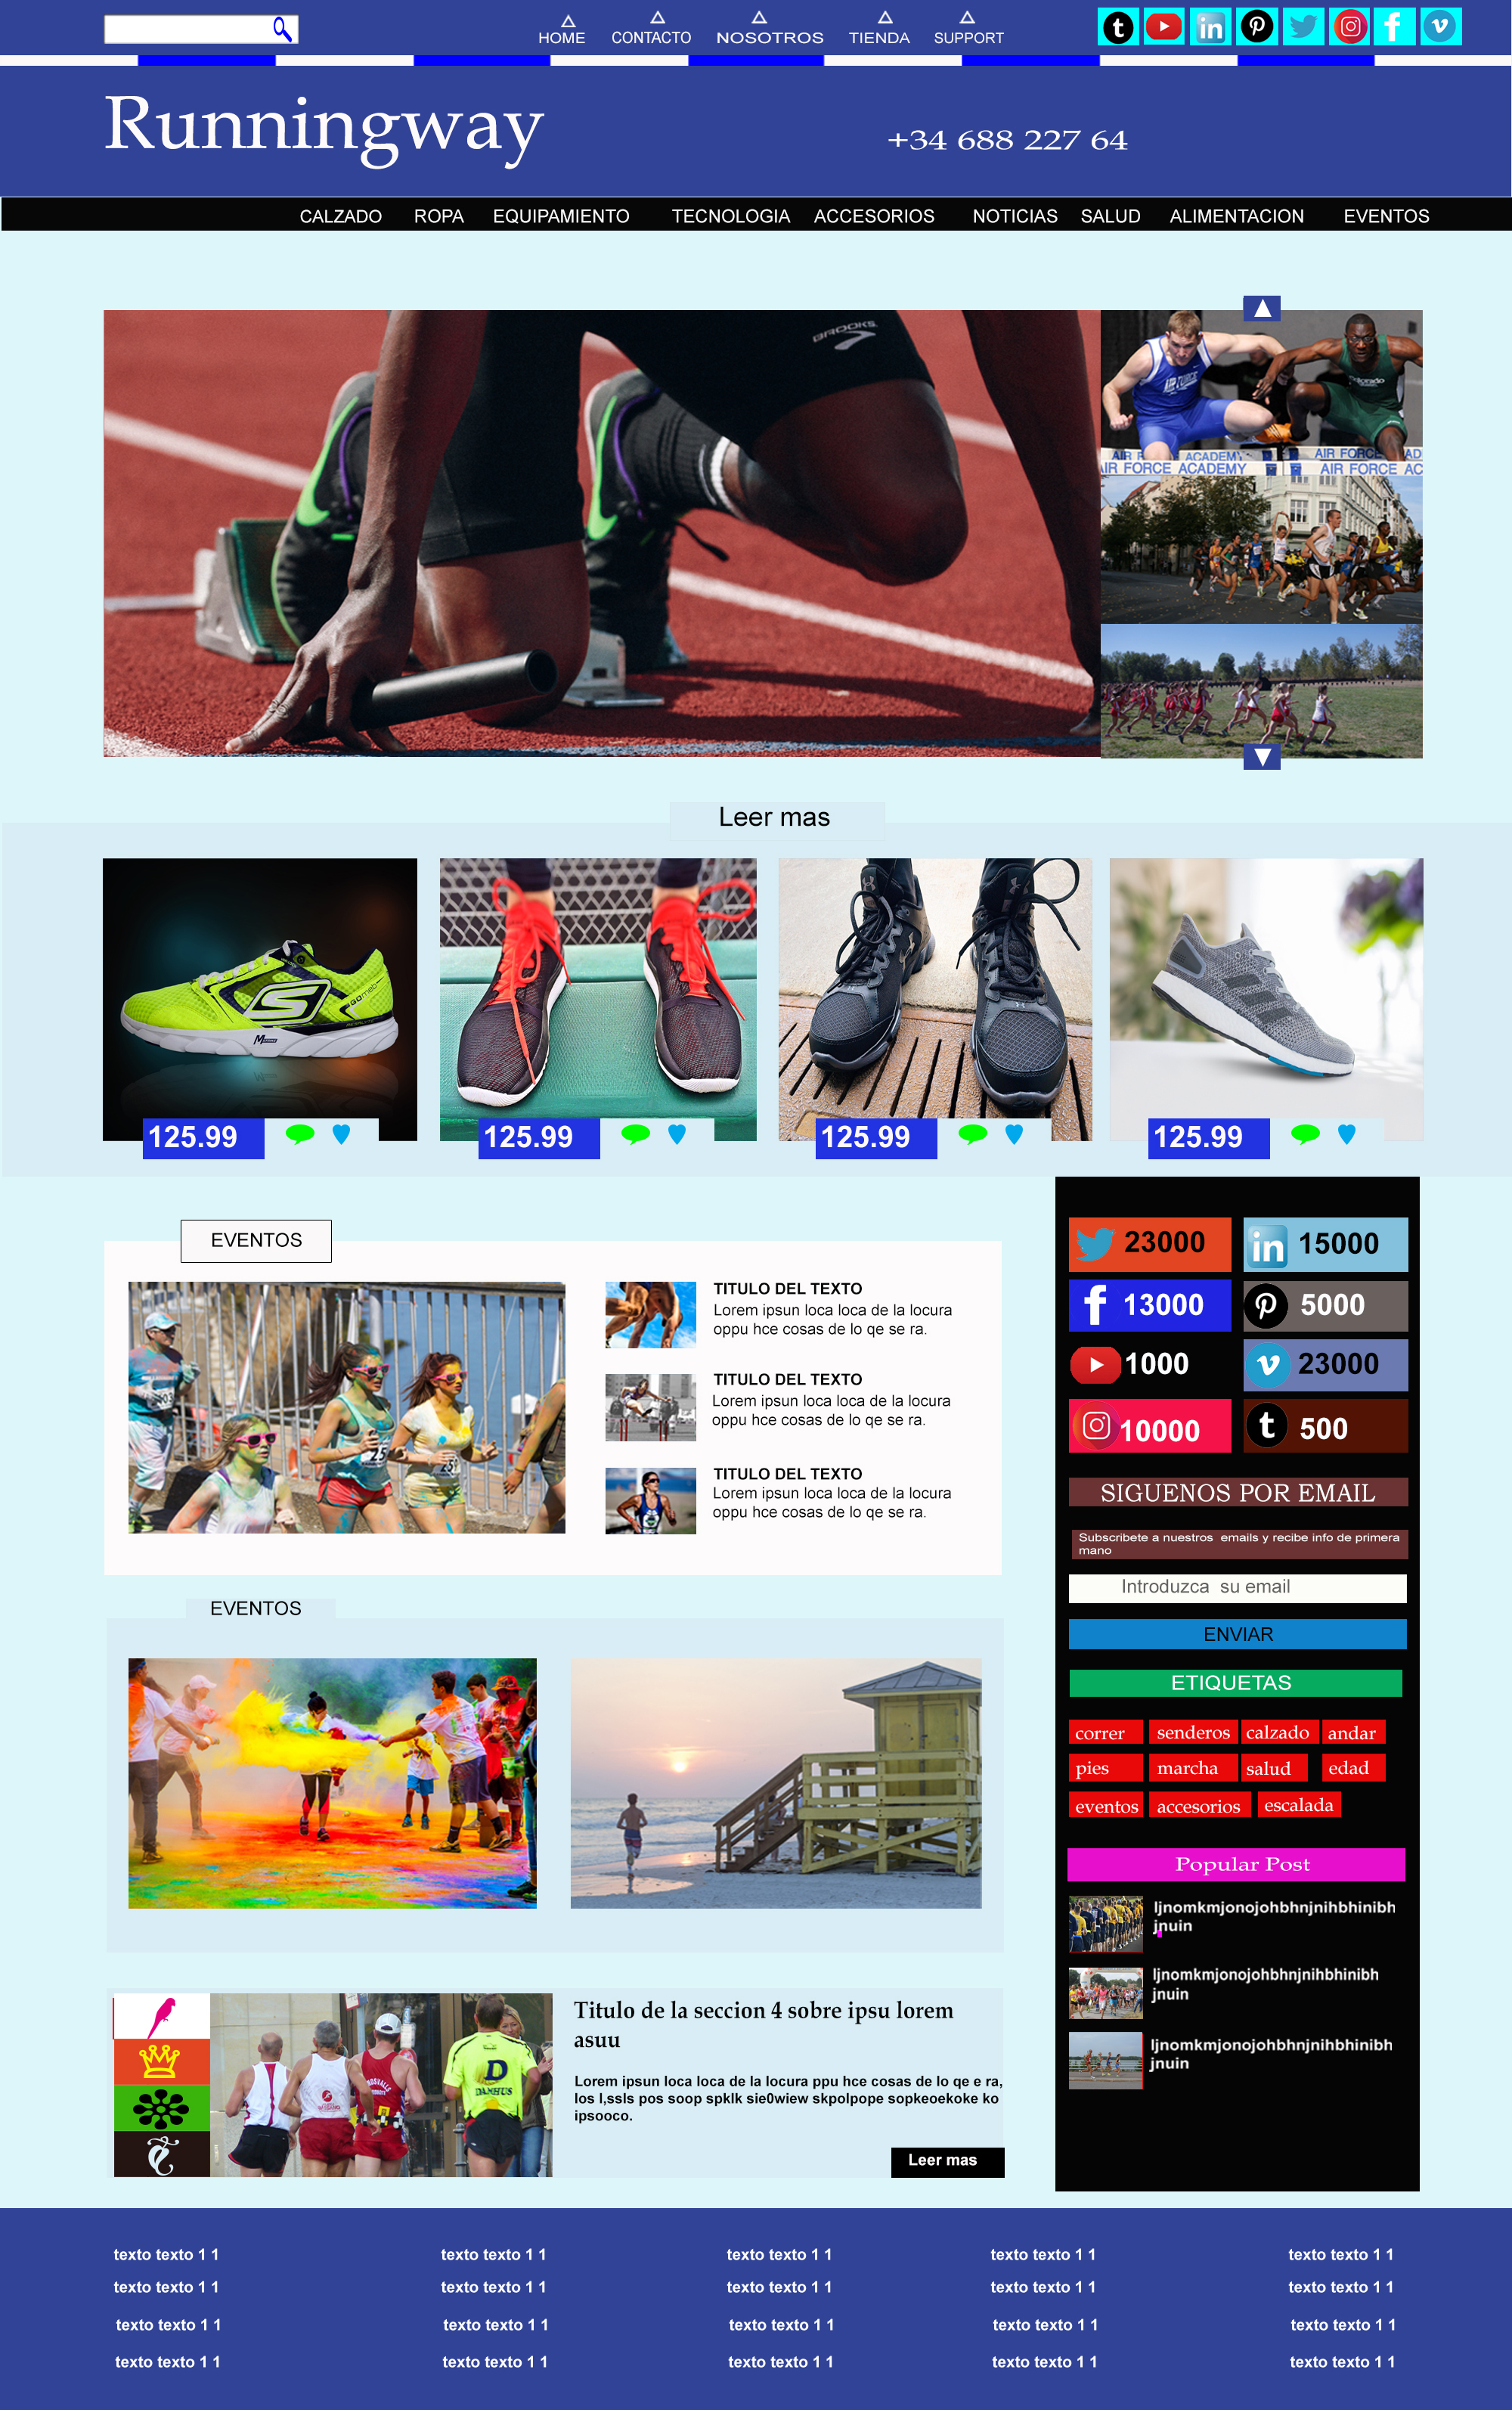 HOME CONTACTO NOSOTROS TIENDA SUPPORT
Runningway
+34 688 227 64
CALZADO ROPA EQUIPAMIENTO TECNOLOGIA ACCESORIOS NOTICIAS SALUD ALIMENTACION EVENTOS
BROOKS
AIR FORCE
AIR FORCE ACADEMY
AIR FORCE AC
Leer mas
125.99
125.99
125.99
125.99
EVENTOS
TITULO DEL TEXTO
Lorem ipsun loca loca de la locura
oppu hce cosas de lo qe se ra.
TITULO DEL TEXTO
Lorem ipsun loca loca de la locura
oppu hce cosas de lo qe se ra.
TITULO DEL TEXTO
Lorem ipsun loca loca de la locura
oppu hce cosas de lo qe se ra.
EVENTOS
Titulo de la seccion 4 sobre ipsu lorem
asuu
Lorem ipsun loca loca de la locura ppu hce cosas de lo qe e ra,
los l,ssls pos soop spklk sie0wiew skpolpope sopkeoekoke ko
ipsooco.
Leer mas
D
DANHUS
23000 15000
13000 5000
1000 23000
10000 500
SIGUENOS POR EMAIL
Subscribete a nuestros emails y recibe info de primera
mano
Introduzca su email
ENVIAR
ETIQUETAS
correr senderos calzado andar
pies marcha salud edad
eventos accesorios escalada
Popular Post
ljnomkmjonojohbhnjnihbhinibh
jnuin
ljnomkmjonojohbhnjnihbhinibh
jnuin
ljnomkmjonojohbhnjnihbhinibh
jnuin
texto texto 1 1 texto texto 1 1 texto texto 1 1 texto texto 1 1 texto texto 1 1
texto texto 1 1 texto texto 1 1 texto texto 1 1 texto texto 1 1 texto texto 1 1
texto texto 1 1 texto texto 1 1 texto texto 1 1 texto texto 1 1 texto texto 1 1
texto texto 1 1 texto texto 1 1 texto texto 1 1 texto texto 1 1 texto texto 1 1